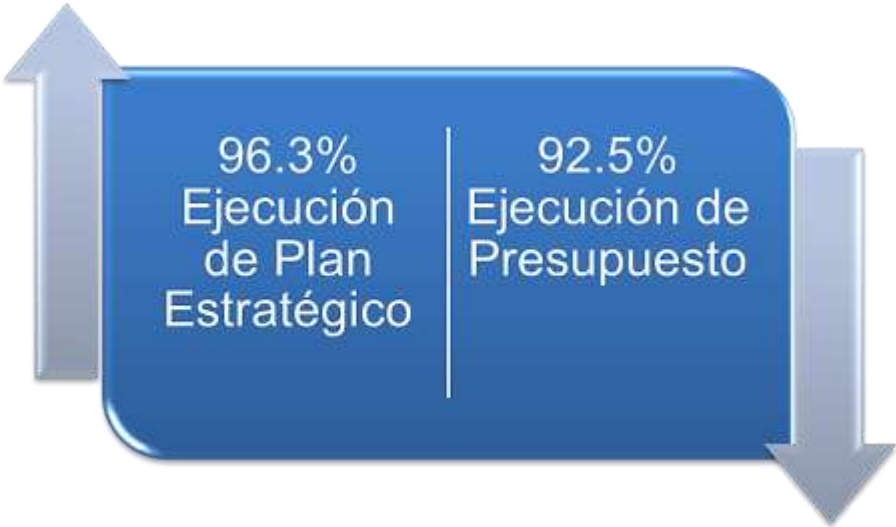 96.3%
Ejecución
de Plan
Estratégico
92.5%
Ejecución de
Presupuesto